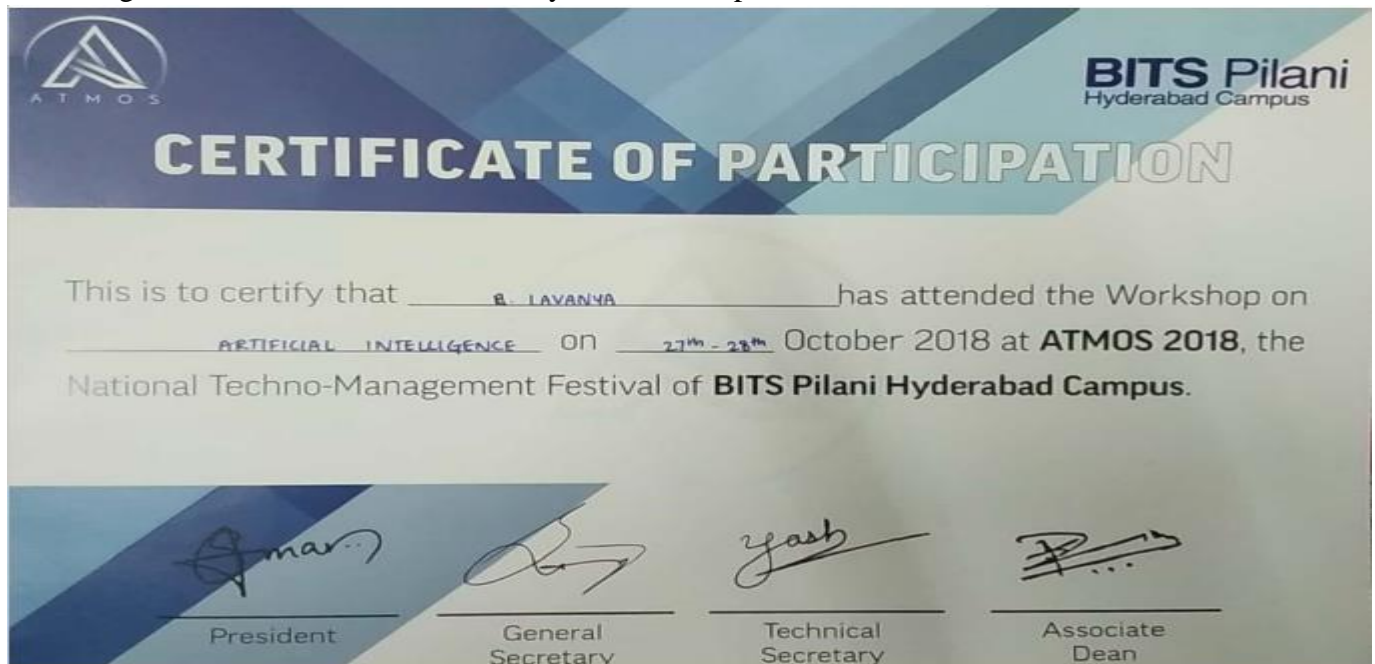 ATMOS
BITS Pilani
Hyderabad Campus
CERTIFICATE OF PARTICIPATION
This is to certify that B. LAVANYA has attended the Workshop on
ARTIFICIAL INTELLIGENCE on 27th - 28th October 2018 at ATMOS 2018, the
National Techno-Management Festival of BITS Pilani Hyderabad Campus.
yash
President
General
Secretary
Technical
Secretary
Associate
Dean